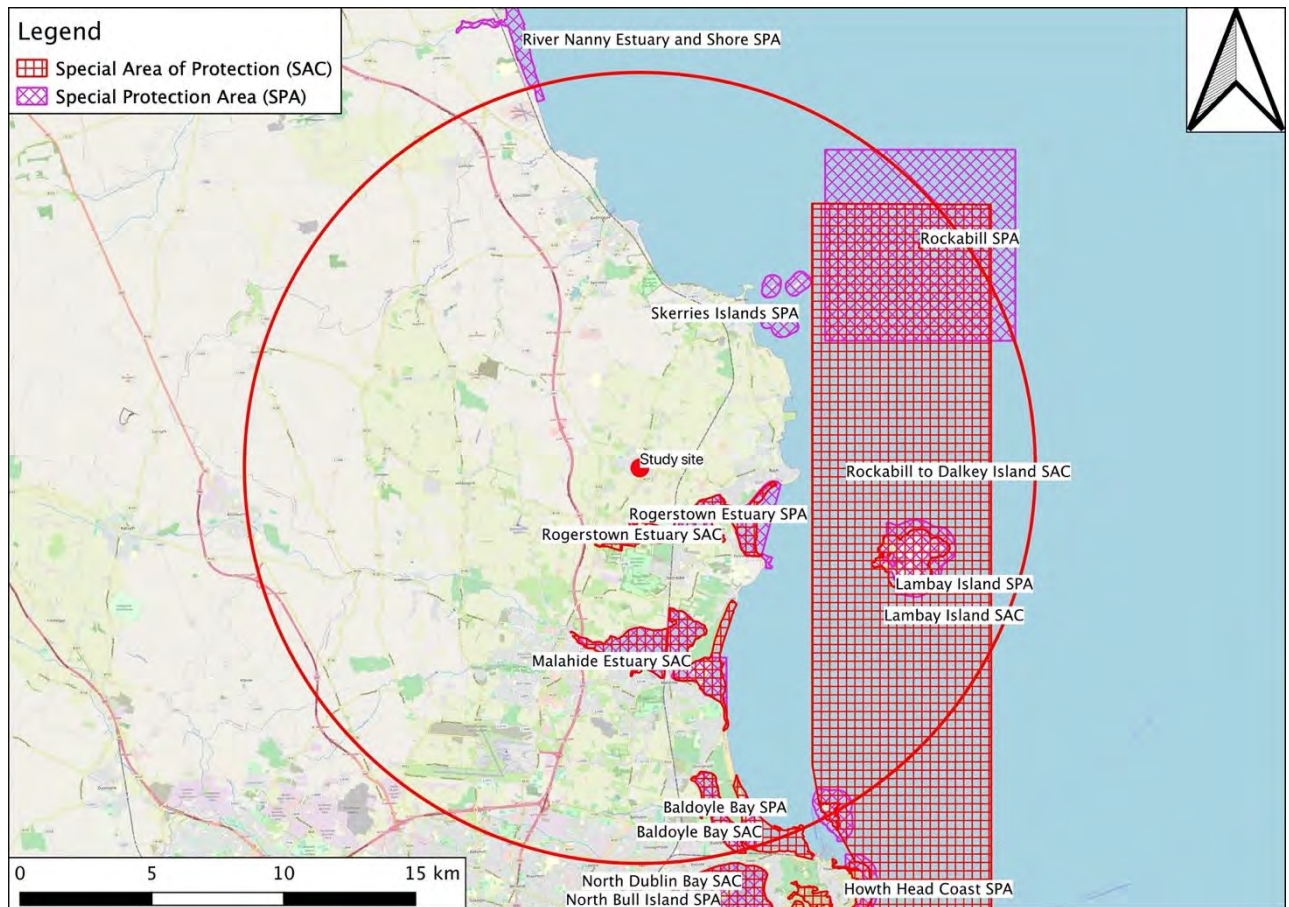 Legend
Special Area of Protection (SAC)
Special Protection Area (SPA)
River Nanny Estuary and Shore SPA
Rockabill SPA
Skerries Islands SPA
Study site
Rockabill to Dalkey Island SAC
Rogerstown Estuary SPA
Rogerstown Estuary SAC
Lambay Island SPA
Lambay Island SAC
Malahide Estuary SAC
Baldoyle Bay SPA
Baldoyle Bay SAC
North Dublin Bay SAC
Howth Head Coast SPA
North Bull Island SPA
0 5 10 15 km